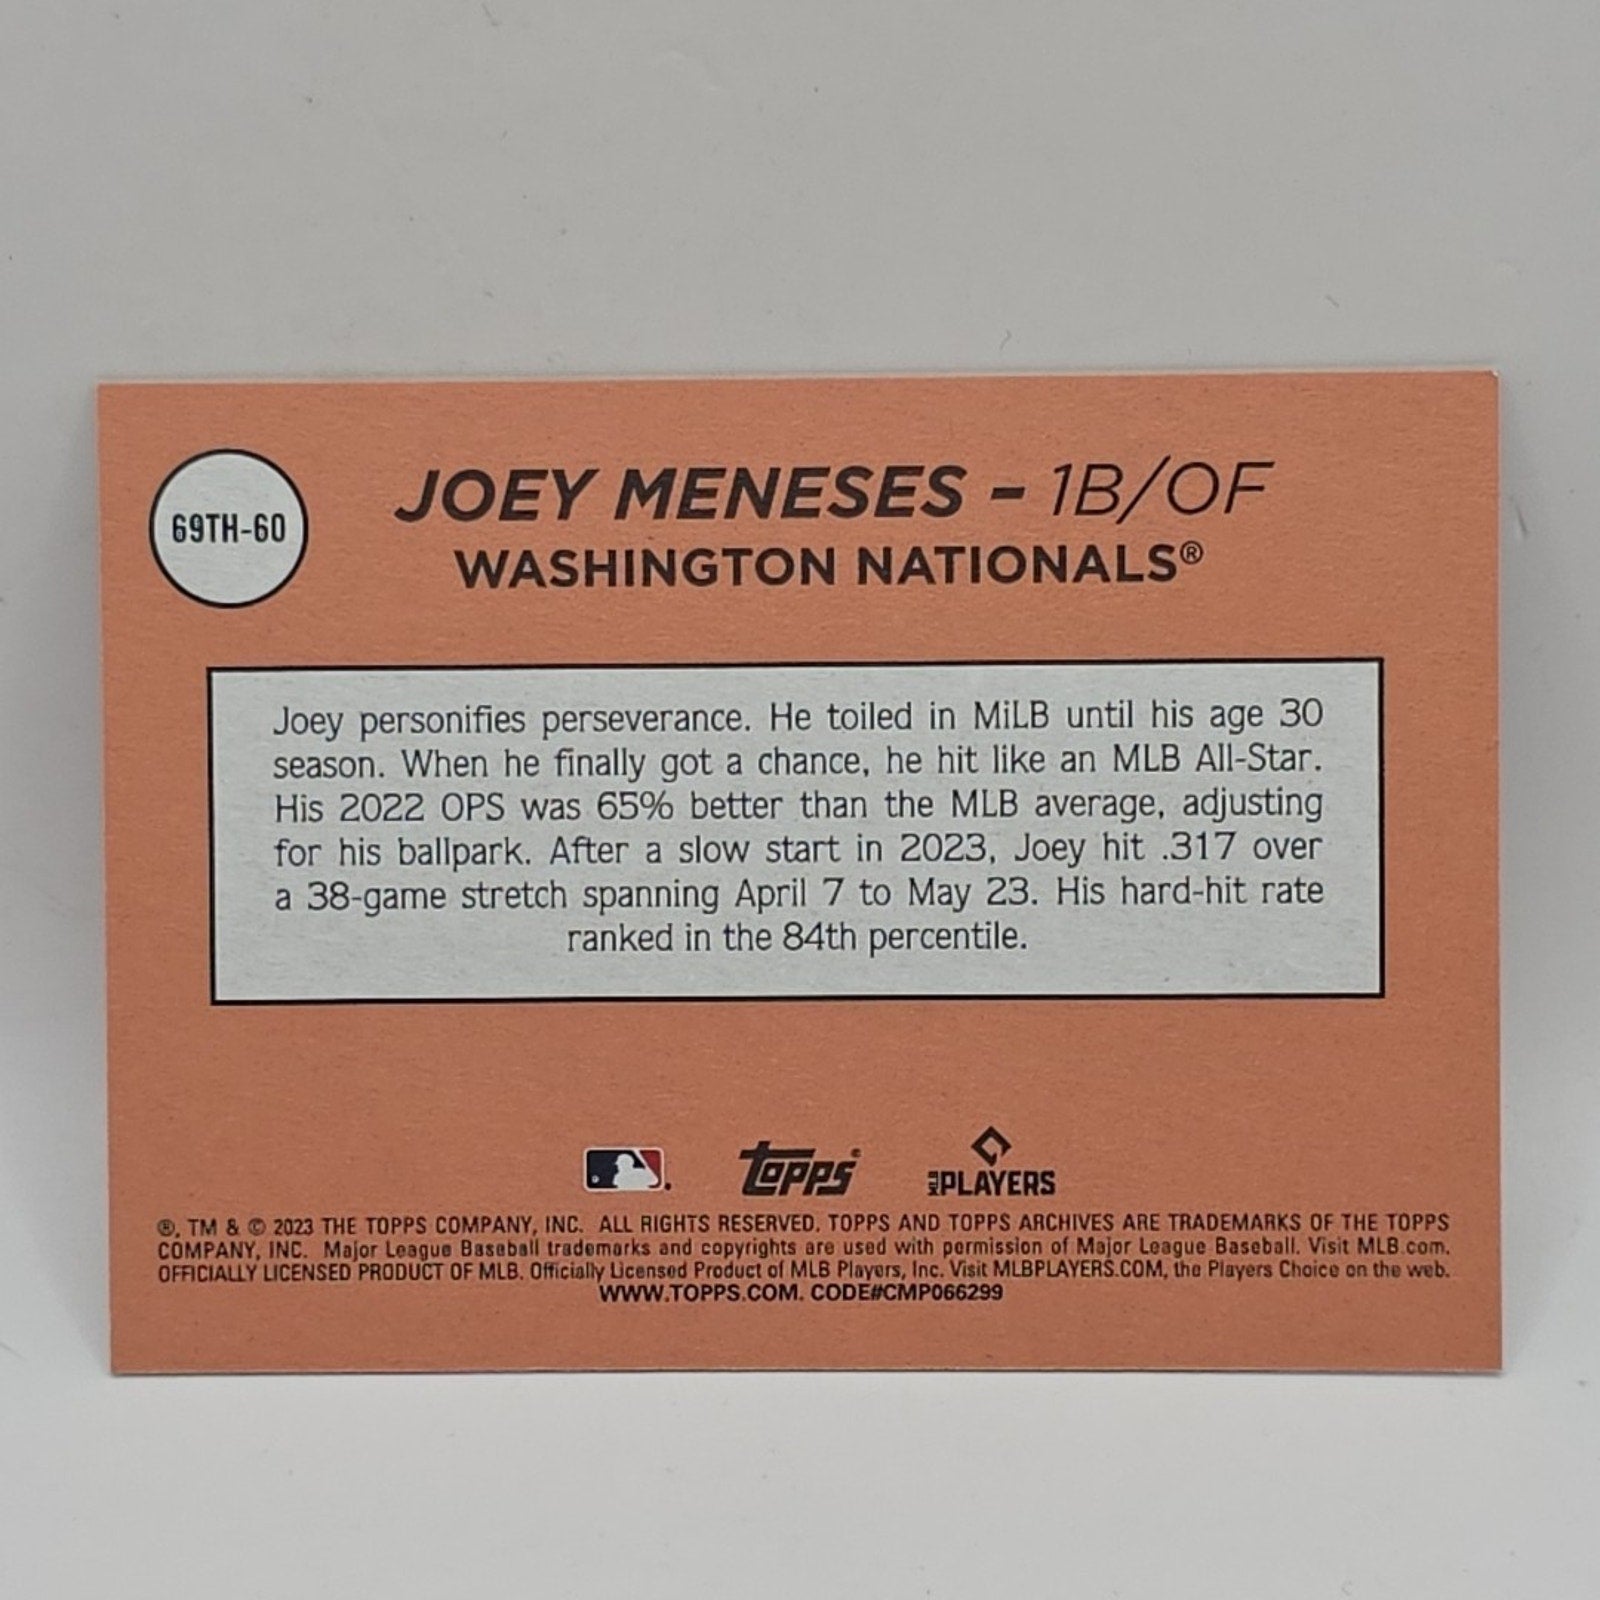 69TH-60
JOEY MENESES – 1B/OF
WASHINGTON NATIONALS®
Joey personifies perseverance. He toiled in MiLB until his age 30
season. When he finally got a chance, he hit like an MLB All-Star.
His 2022 OPS was 65% better than the MLB average, adjusting
for his ballpark. After a slow start in 2023, Joey hit .317 over
a 38-game stretch spanning April 7 to May 23. His hard-hit rate
ranked in the 84th percentile.
topps®
MLB PLAYERS
®, TM & © 2023 THE TOPPS COMPANY, INC. ALL RIGHTS RESERVED. TOPPS AND TOPPS ARCHIVES ARE TRADEMARKS OF THE TOPPS
COMPANY, INC. Major League Baseball trademarks and copyrights are used with permission of Major League Baseball. Visit MLB.com.
OFFICIALLY LICENSED PRODUCT OF MLB. Officially Licensed Product of MLB Players, Inc. Visit MLBPLAYERS.COM, the Players Choice on the web.
WWW.TOPPS.COM. CODE#CMP066299